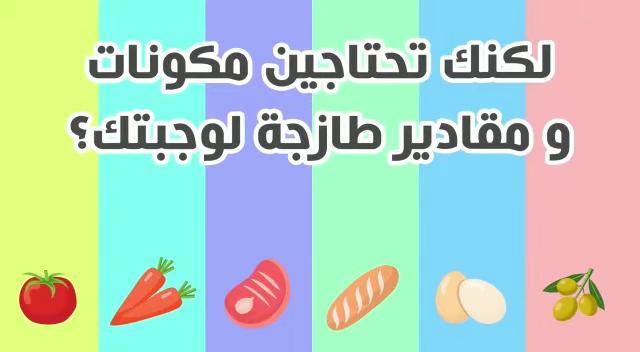 لكنك تحتاجين مكونات
و مقادير طازجة لوجبتك؟